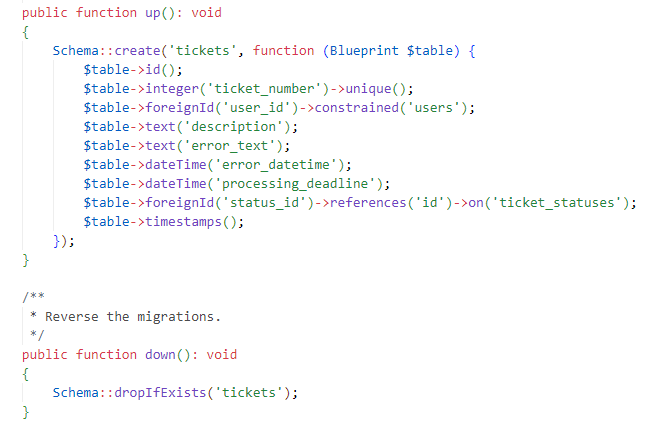 public function up(): void
{
    Schema::create('tickets', function (Blueprint $table) {
        $table->id();
        $table->integer('ticket_number')->unique();
        $table->foreignId('user_id')->constrained('users');
        $table->text('description');
        $table->text('error_text');
        $table->dateTime('error_datetime');
        $table->dateTime('processing_deadline');
        $table->foreignId('status_id')->references('id')->on('ticket_statuses');
        $table->timestamps();
    });
}

/**
 * Reverse the migrations.
 */
public function down(): void
{
    Schema::dropIfExists('tickets');
}